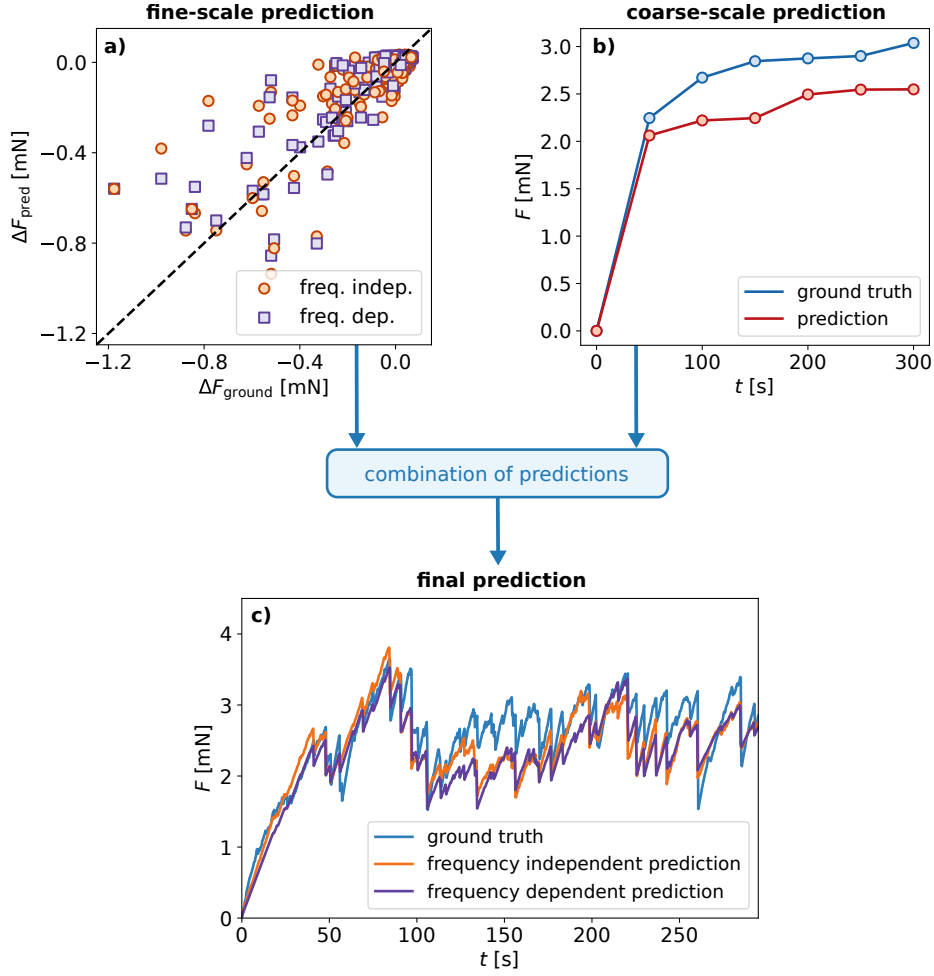 fine-scale prediction
a)
0.0
−0.4
−0.8
−1.2
ΔF_pred [mN]
freq. indep.
freq. dep.
−1.2 −0.8 −0.4 0.0
ΔF_ground [mN]
coarse-scale prediction
b)
3.0
2.5
2.0
1.5
1.0
0.5
0.0
F [mN]
ground truth
prediction
0 100 200 300
t [s]
combination of predictions
final prediction
c)
4
3
2
1
0
F [mN]
ground truth
frequency independent prediction
frequency dependent prediction
0 50 100 150 200 250
t [s]